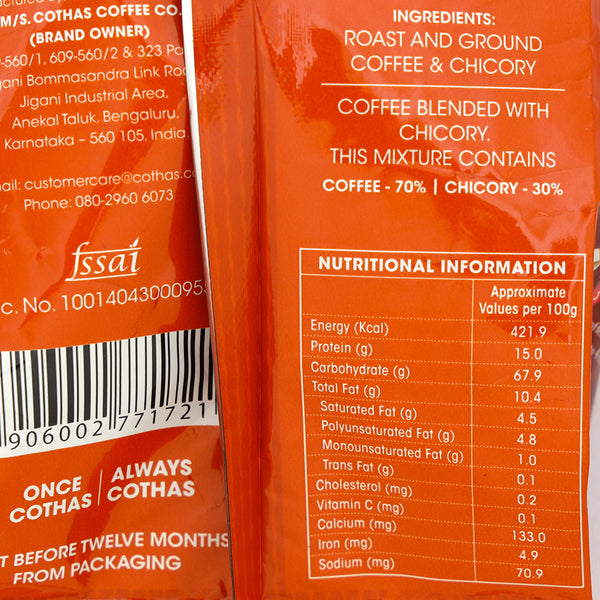 M/S. COTHAS COFFEE CO.
(BRAND OWNER)
-560/1, 609-560/2 & 323
Bommasandra Link
Jigani Industrial Area,
Anekal Taluk, Bengaluru,
Karnataka – 560 105, India.
customercare@cothas.
Phone: 080-2960 6073
fssai
c. No. 1001404300095
906002 771721
ONCE
COTHAS
ALWAYS
COTHAS
T BEFORE TWELVE MONTHS
FROM PACKAGING
INGREDIENTS:
ROAST AND GROUND
COFFEE & CHICORY
COFFEE BLENDED WITH
CHICORY.
THIS MIXTURE CONTAINS
COFFEE - 70% | CHICORY - 30%
NUTRITIONAL INFORMATION
Approximate
Values per 100g
Energy (Kcal) 421.9
Protein (g) 15.0
Carbohydrate (g) 67.9
Total Fat (g) 10.4
Saturated Fat (g) 4.5
Polyunsaturated Fat (g) 4.8
Monounsaturated Fat (g) 1.0
Trans Fat (g) 0.1
Cholesterol (mg) 0.2
Vitamin C (mg) 0.1
Calcium (mg) 133.0
Iron (mg) 4.9
Sodium (mg) 70.9